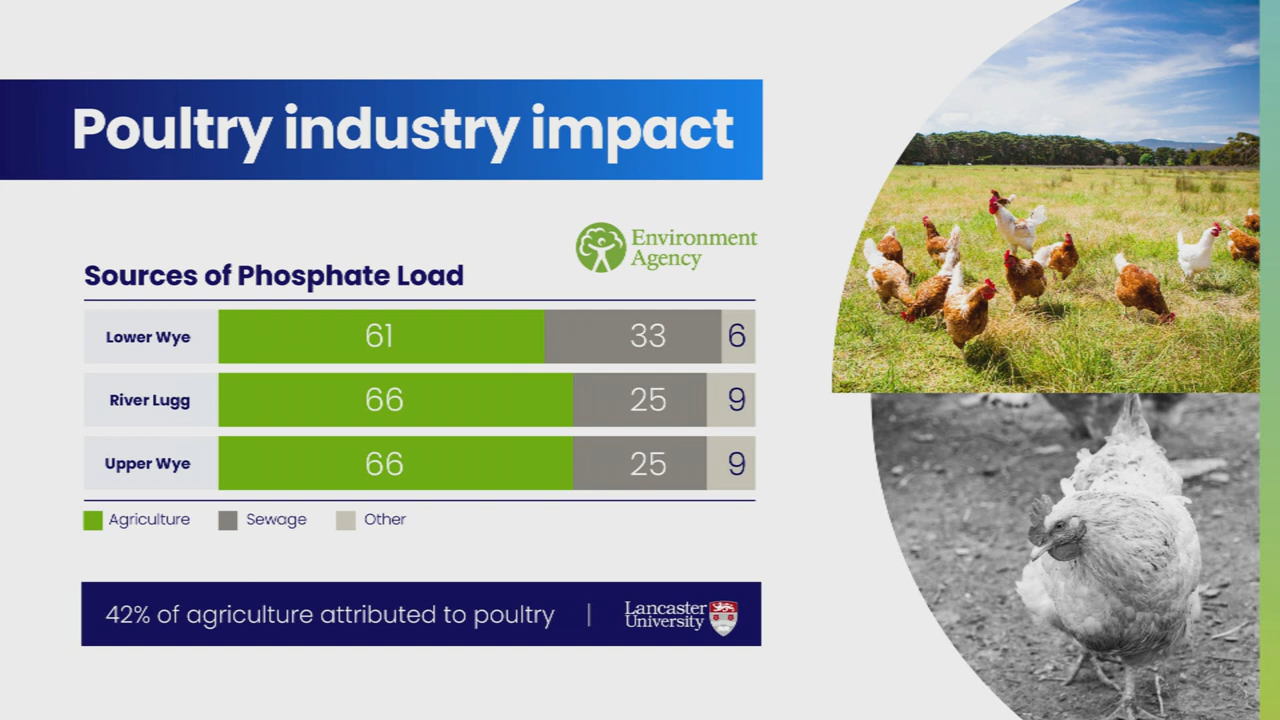 Poultry industry impact
Environment
Agency
Sources of Phosphate Load
Lower Wye 61 33 6
River Lugg 66 25 9
Upper Wye 66 25 9
Agriculture Sewage Other
42% of agriculture attributed to poultry | Lancaster
University